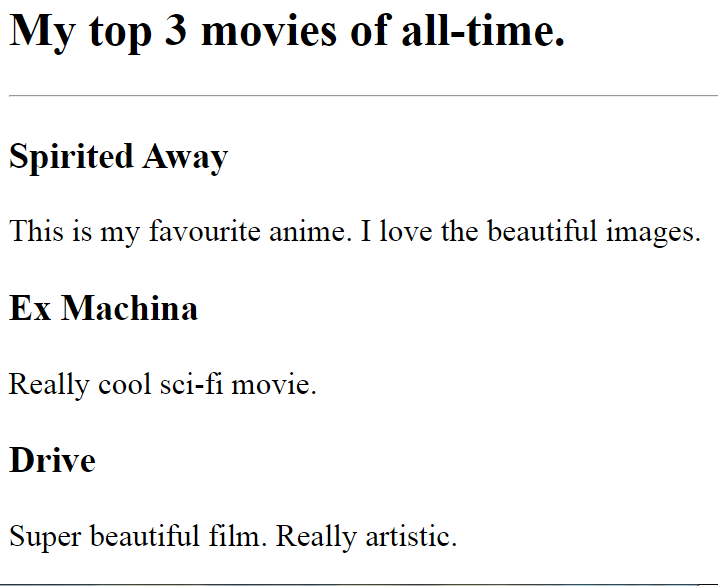 My top 3 movies of all-time.
Spirited Away
This is my favourite anime. I love the beautiful images.
Ex Machina
Really cool sci-fi movie.
Drive
Super beautiful film. Really artistic.